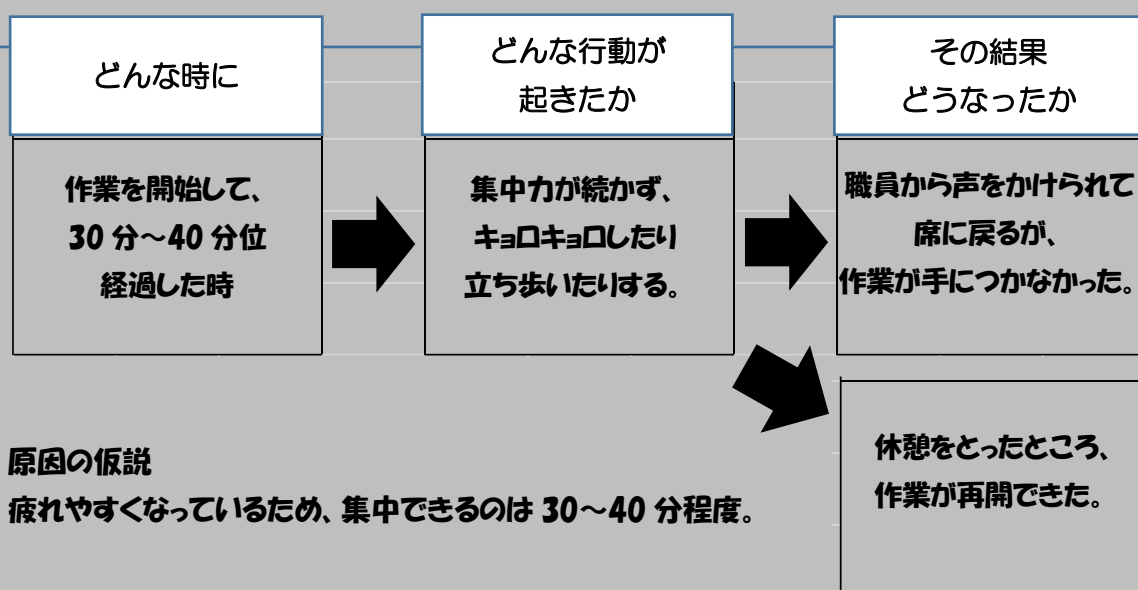 どんな時に
どんな行動が
起きたか
その結果
どうなったか
作業を開始して、
30分～40分位
経過した時
集中力が続かず、
キョロキョロしたり
立ち歩いたりする。
職員から声をかけられて
席に戻るが、
作業が手につかなかった。
休憩をとったところ、
作業が再開できた。
原因の仮説
疲れやすくなっているため、集中できるのは30～40分程度。